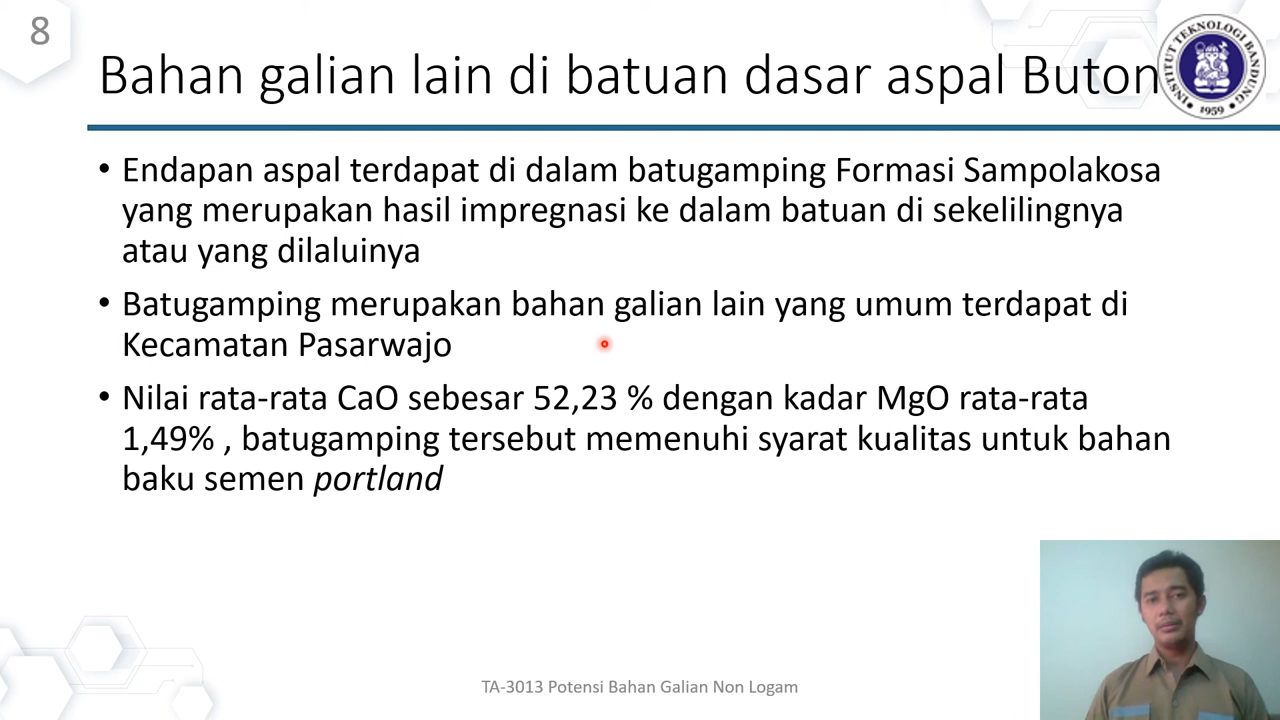 8
Bahan galian lain di batuan dasar aspal Buton
INSTITUT TEKNOLOGI BANDUNG
1959
• Endapan aspal terdapat di dalam batugamping Formasi Sampolakosa
yang merupakan hasil impregnasi ke dalam batuan di sekelilingnya
atau yang dilaluinya
• Batugamping merupakan bahan galian lain yang umum terdapat di
Kecamatan Pasarwajo
• Nilai rata-rata CaO sebesar 52,23 % dengan kadar MgO rata-rata
1,49% , batugamping tersebut memenuhi syarat kualitas untuk bahan
baku semen portland
TA-3013 Potensi Bahan Galian Non Logam